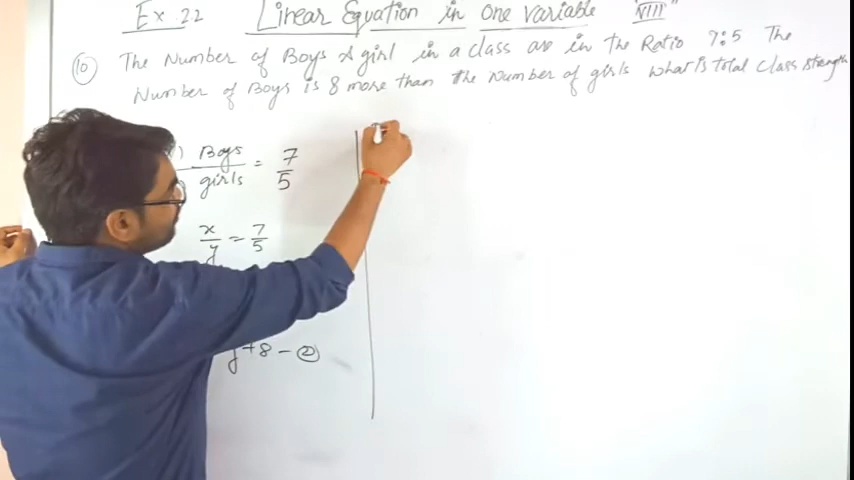 Ex 22 Linear Equation in one variable "VIII"
(10) The Number of Boys & girl in a class are in the Ratio 7:5 The
Number of Boys is 8 more than the Number of girls what is total class strength
Boys/girls = 7/5
x/y = 7/5
y+8 - (2)